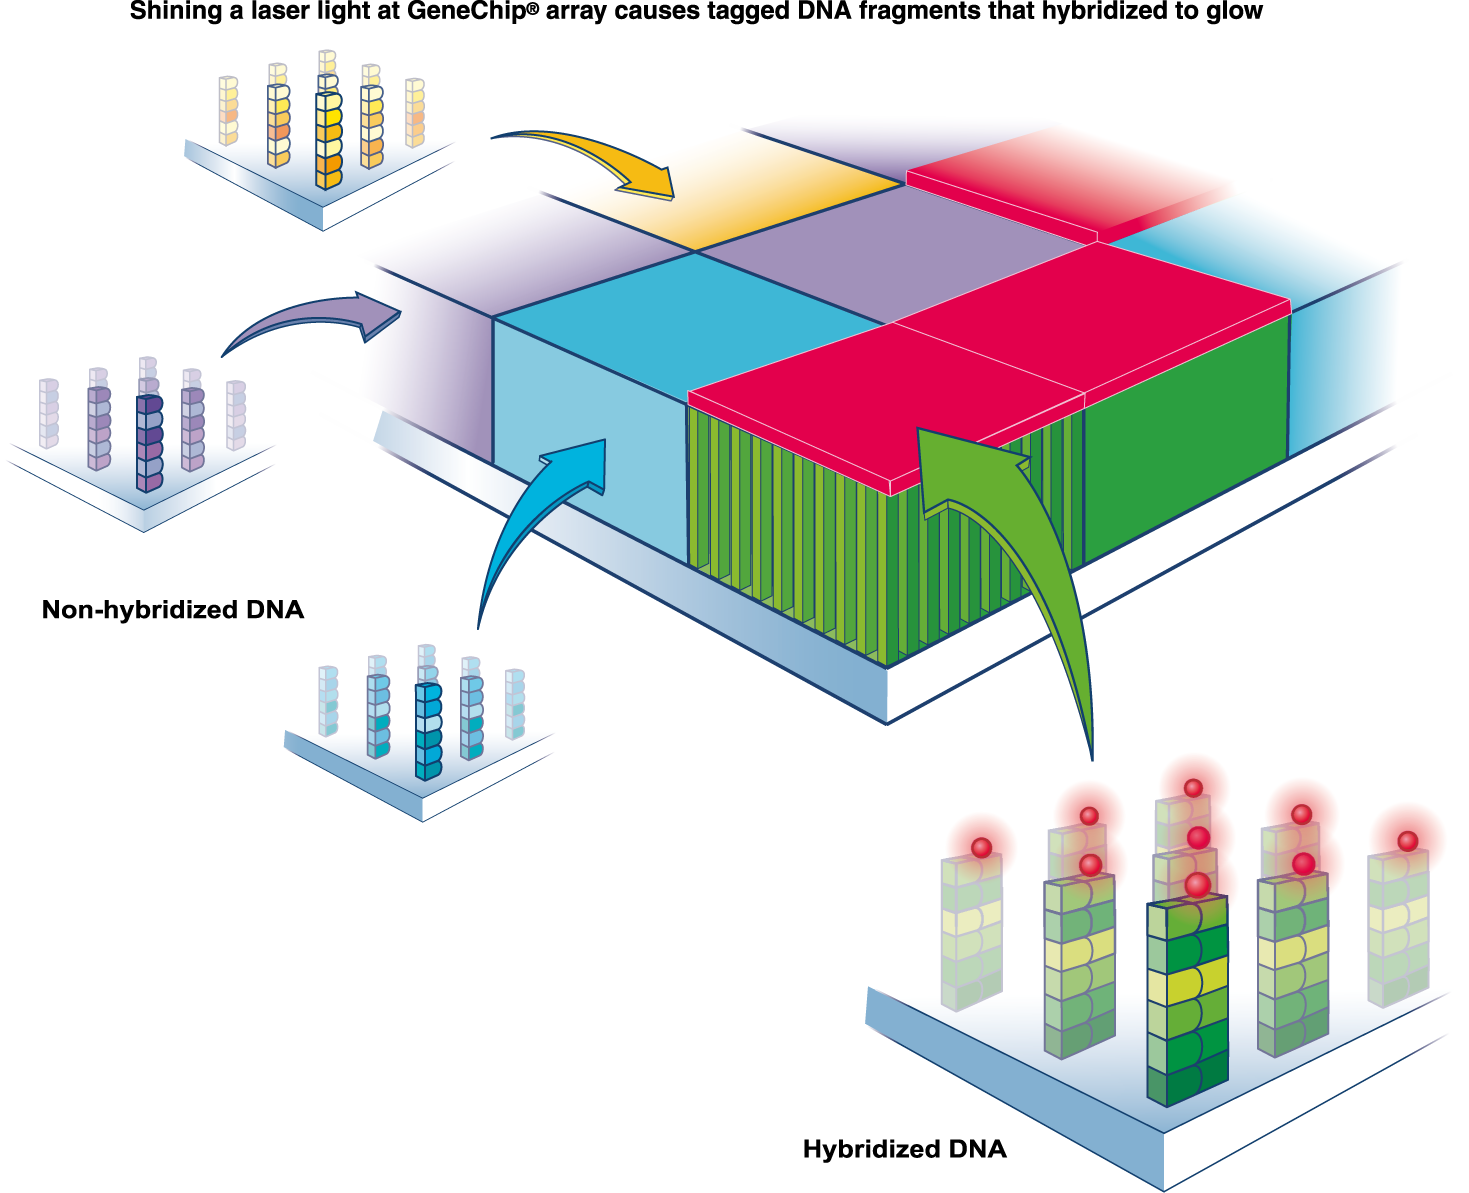 Shining a laser light at GeneChip® array causes tagged DNA fragments that hybridized to glow
Non-hybridized DNA
Hybridized DNA